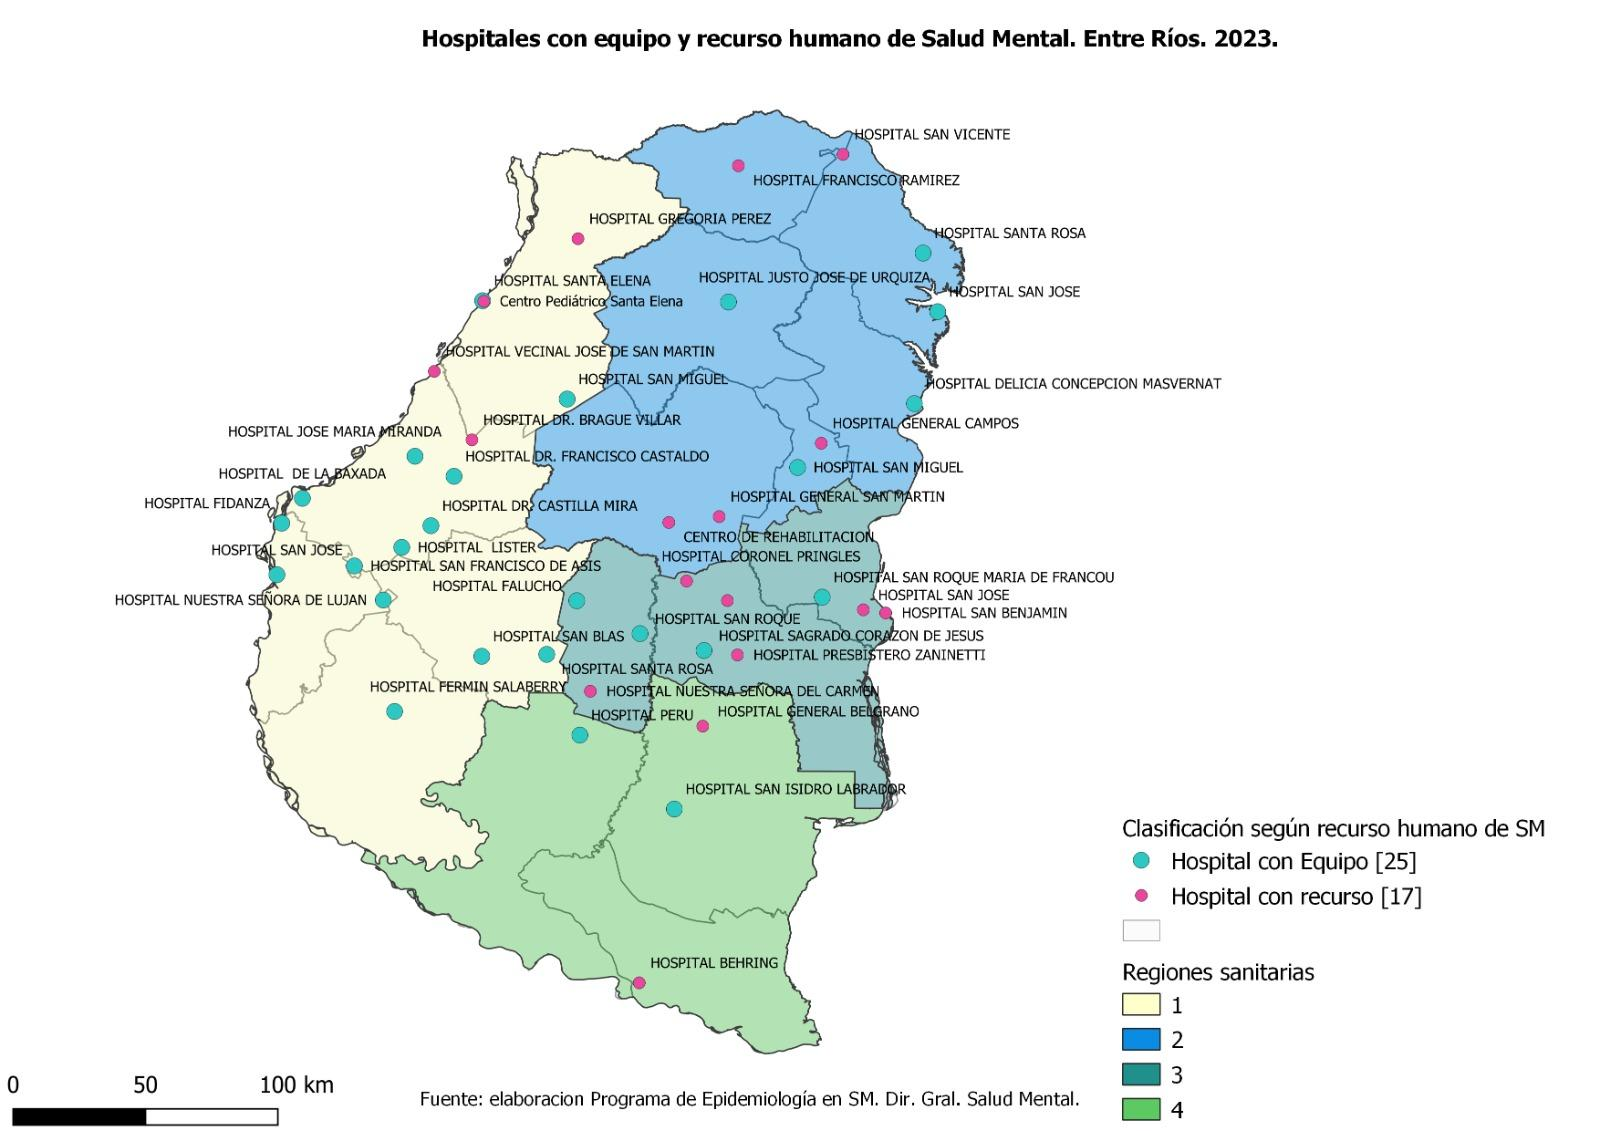 Hospitales con equipo y recurso humano de Salud Mental. Entre Ríos. 2023.
HOSPITAL SAN VICENTE
HOSPITAL FRANCISCO RAMIREZ
HOSPITAL GREGORIA PEREZ
HOSPITAL SANTA ROSA
HOSPITAL SANTA ELENA
HOSPITAL JUSTO JOSE DE URQUIZA
HOSPITAL SAN JOSE
Centro Pediátrico Santa Elena
HOSPITAL VECINAL JOSE DE SAN MARTIN
HOSPITAL SAN MIGUEL
HOSPITAL DELICIA CONCEPCION MASVERNAT
HOSPITAL DR. BRAGUE VILLAR
HOSPITAL GENERAL CAMPOS
HOSPITAL JOSE MARIA MIRANDA
HOSPITAL DR. FRANCISCO CASTALDO
HOSPITAL SAN MIGUEL
HOSPITAL  DE LA BAXADA
HOSPITAL GENERAL SAN MARTIN
HOSPITAL FIDANZA
HOSPITAL DR. CASTILLA MIRA
CENTRO DE REHABILITACION
HOSPITAL SAN JOSE
HOSPITAL  LISTER
HOSPITAL CORONEL PRINGLES
HOSPITAL SAN FRANCISCO DE ASIS
HOSPITAL SAN ROQUE MARIA DE FRANCOU
HOSPITAL FALUCHO
HOSPITAL SAN JOSE
HOSPITAL NUESTRA SEÑORA DE LUJAN
HOSPITAL SAN BENJAMIN
HOSPITAL SAN ROQUE
HOSPITAL SAN BLAS
HOSPITAL SAGRADO CORAZON DE JESUS
HOSPITAL PRESBISTERO ZANINETTI
HOSPITAL SANTA ROSA
HOSPITAL FERMIN SALABERRY
HOSPITAL NUESTRA SEÑORA DEL CARMEN
HOSPITAL PERU
HOSPITAL GENERAL BELGRANO
HOSPITAL SAN ISIDRO LABRADOR
HOSPITAL BEHRING
Clasificación según recurso humano de SM
Hospital con Equipo [25]
Hospital con recurso [17]
Regiones sanitarias
1
2
3
4
0 50 100 km
Fuente: elaboracion Programa de Epidemiología en SM. Dir. Gral. Salud Mental.